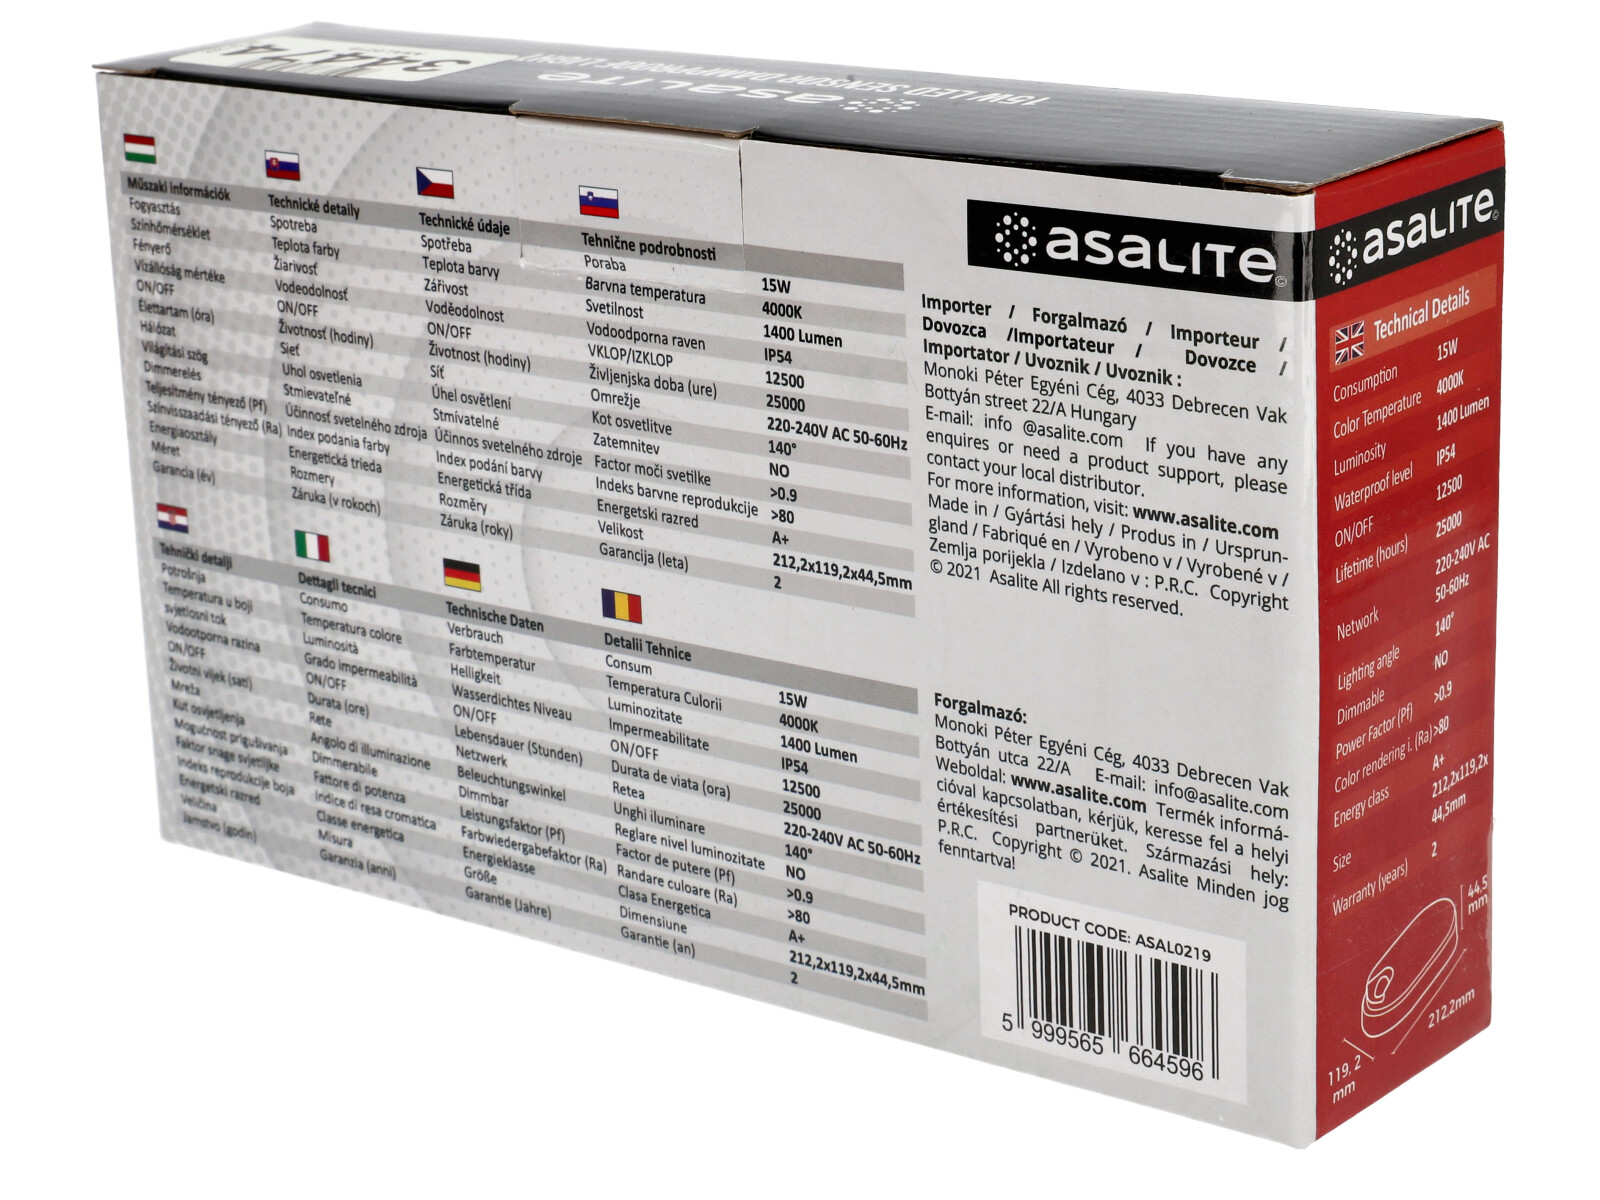 34474
ASAL0219
15W LED SENSOR DAMPPROOF LIGHT
asaLITe
Műszaki információk
Fogyasztás
Színhőmérséklet
Fényerő
Vízállóság mértéke
ON/OFF
Élettartam (óra)
Hálózat
Világítási szög
Dimmerelés
Teljesítmény tényező (Pf)
Színvisszaadási tényező (Ra)
Energiaosztály
Méret
Garancia (év)
Technické detaily
Spotreba
Teplota farby
Žiarivosť
Vodeodolnosť
ON/OFF
Životnosť (hodiny)
Sieť
Uhol osvetlenia
Stmievateľné
Účinnosť svetelného zdroja
Index podania farby
Energetická trieda
Rozmery
Záruka (v rokoch)
Technické údaje
Spotřeba
Teplota barvy
Zářivost
Voděodolnost
ON/OFF
Životnost (hodiny)
Síť
Úhel osvětlení
Stmívatelné
Účinnos svetelného zdroje
Index podání barvy
Energetická třída
Rozměry
Záruka (roky)
Tehnične podrobnosti
Poraba
Barvna temperatura
Svetilnost
Vodoodporna raven
VKLOP/IZKLOP
Življenjska doba (ure)
Omrežje
Kot osvetlitve
Zatemnitev
Factor moči svetilke
Indeks barvne reprodukcije
Energetski razred
Velikost
Garancija (leta)
15W
4000K
1400 Lumen
IP54
12500
25000
220-240V AC 50-60Hz
140°
NO
>0.9
>80
A+
212,2x119,2x44,5mm
2
Tehnički detalji
Potrošnja
Temperatura u boji
svjetlosni tok
Vodootporna razina
ON/OFF
Životni vijek (sati)
Mreža
Kut osvjetljenja
Mogućnost prigušivanja
Faktor snage svjetiljke
Indeks reprodukcije boja
Energetski razred
Veličina
Jamstvo (godin)
Dettagli tecnici
Consumo
Temperatura colore
Luminosità
Grado impermeabilità
ON/OFF
Durata (ore)
Rete
Angolo di illuminazione
Dimmerabile
Fattore di potenza
Indice di resa cromatica
Classe energetica
Misura
Garanzia (anni)
Technische Daten
Verbrauch
Farbtemperatur
Helligkeit
Wasserdichtes Niveau
ON/OFF
Lebensdauer (Stunden)
Netzwerk
Beleuchtungswinkel
Dimmbar
Leistungsfaktor (Pf)
Farbwiedergabefaktor (Ra)
Energieklasse
Größe
Garantie (Jahre)
Detalii Tehnice
Consum
Temperatura Culorii
Luminozitate
Impermeabilitate
ON/OFF
Durata de viata (ora)
Retea
Unghi iluminare
Reglare nivel luminozitate
Factor de putere (Pf)
Randare culoare (Ra)
Clasa Energetica
Dimensiune
Garantie (an)
15W
4000K
1400 Lumen
IP54
12500
25000
220-240V AC 50-60Hz
140°
NO
>0.9
>80
A+
212,2x119,2x44,5mm
2
asaLITe©
Importer / Forgalmazó / Importeur /
Dovozca /Importateur / Dovozce /
Importator / Uvoznik / Uvoznik :
Monoki Péter Egyéni Cég, 4033 Debrecen Vak
Bottyán street 22/A Hungary
E-mail: info @asalite.com If you have any
enquires or need a product support, please
contact your local distributor.
For more information, visit: www.asalite.com
Made in / Gyártási hely / Produs in / Ursprun-
gland / Fabriqué en / Vyrobeno v / Vyrobené v /
Zemlja porijekla / Izdelano v : P.R.C. Copyright
© 2021 Asalite All rights reserved.
Forgalmazó:
Monoki Péter Egyéni Cég, 4033 Debrecen Vak
Bottyán utca 22/A E-mail: info@asalite.com
Weboldal: www.asalite.com Termék informá-
cióval kapcsolatban, kérjük, keresse fel a helyi
értékesítési partnerüket. Származási hely:
P.R.C. Copyright © 2021. Asalite Minden jog
fenntartva!
PRODUCT CODE: ASAL0219
5 999565 664596
asaLITe©
Technical Details
Consumption 15W
Color Temperature 4000K
Luminosity 1400 Lumen
Waterproof level IP54
ON/OFF 12500
Lifetime (hours) 25000
Network 220-240V AC
50-60Hz
Lighting angle 140°
Dimmable NO
Power Factor (Pf) >0.9
Color rendering i. (Ra) >80
Energy class A+
Size 212,2x119,2x
44,5mm
Warranty (years) 2
44.5
mm
212.2mm
119, 2
mm